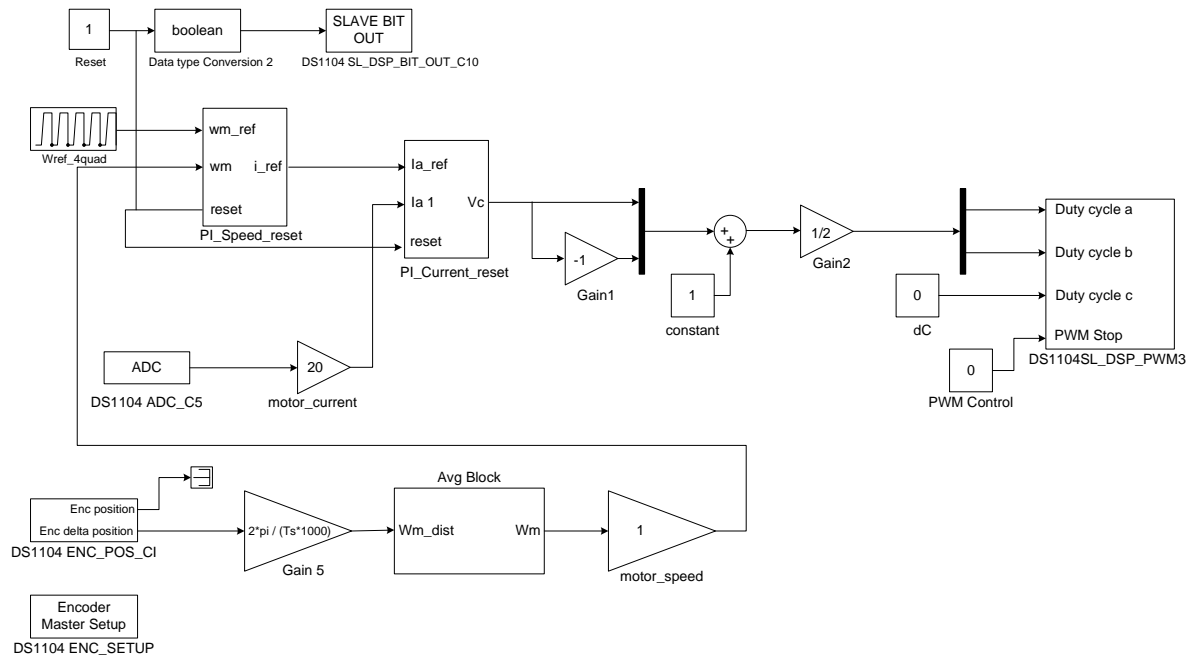 1
Reset
boolean
Data type Conversion 2
SLAVE BIT
OUT
DS1104 SL_DSP_BIT_OUT_C10
Wref_4quad
wm_ref
wm
i_ref
reset
PI_Speed_reset
Ia_ref
Ia 1
Vc
reset
PI_Current_reset
-1
Gain1
+
+
1
constant
1/2
Gain2
0
dC
0
PWM Control
Duty cycle a
Duty cycle b
Duty cycle c
PWM Stop
DS1104SL_DSP_PWM3
ADC
DS1104 ADC_C5
20
motor_current
Enc position
Enc delta position
DS1104 ENC_POS_CI
2*pi / (Ts*1000)
Gain 5
Avg Block
Wm_dist
Wm
1
motor_speed
Encoder
Master Setup
DS1104 ENC_SETUP